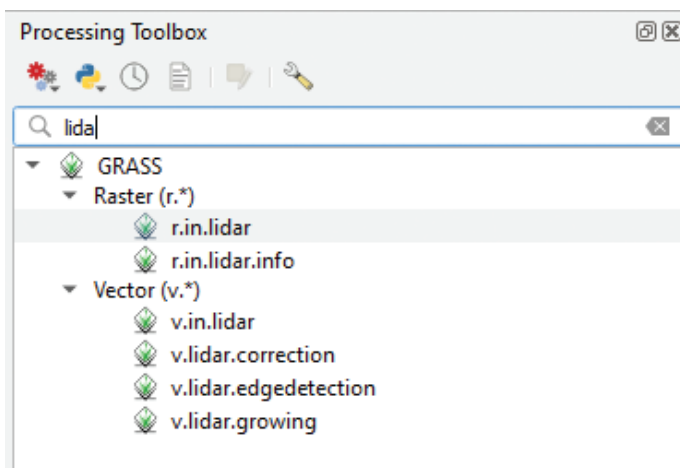 Processing Toolbox
lida
GRASS
Raster (r.*)
r.in.lidar
r.in.lidar.info
Vector (v.*)
v.in.lidar
v.lidar.correction
v.lidar.edgedetection
v.lidar.growing